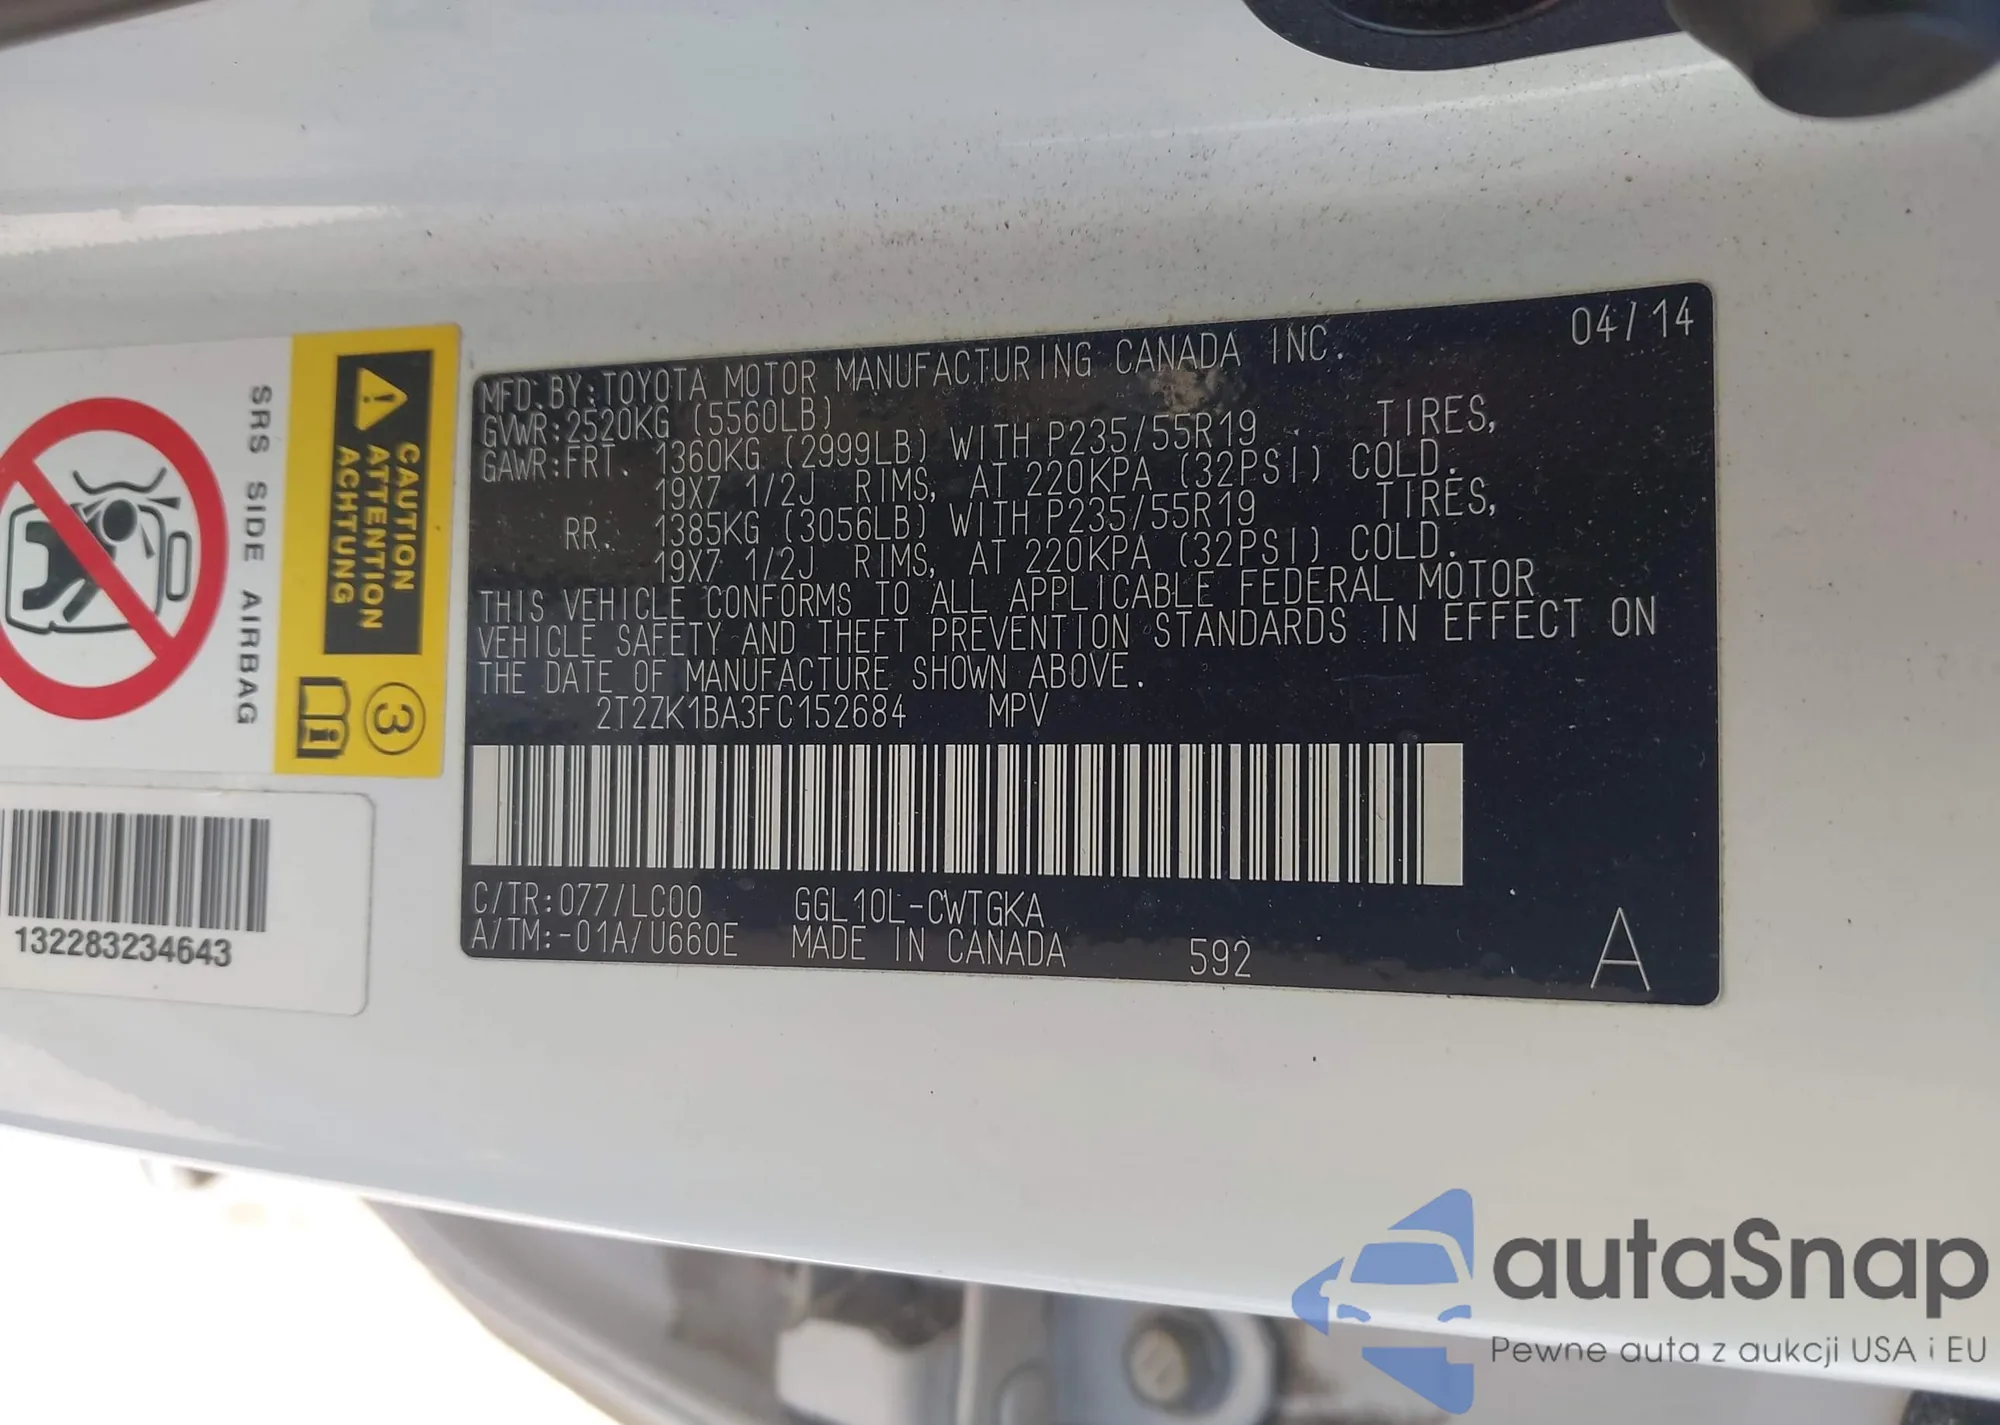 04/14
MFD. BY: TOYOTA MOTOR MANUFACTURING CANADA INC.
GVWR: 2520KG (5560LB)
GAWR: FRT. 1360KG (2999LB) WITH P235/55R19 TIRES,
19X7 1/2J RIMS, AT 220KPA (32PSI) COLD.
RR. 1385KG (3056LB) WITH P235/55R19 TIRES,
19X7 1/2J RIMS, AT 220KPA (32PSI) COLD.
THIS VEHICLE CONFORMS TO ALL APPLICABLE FEDERAL MOTOR
VEHICLE SAFETY AND THEFT PREVENTION STANDARDS IN EFFECT ON
THE DATE OF MANUFACTURE SHOWN ABOVE.
2T2ZK1BA3FC152684 MPV
C/TR: 077/LC00 GGL10L-CWTGKA
A/TM: -01A/U660E MADE IN CANADA 592 A
CAUTION
ATTENTION
ACHTUNG
3
i
SRS SIDE AIRBAG
132283234643
autaSnap
Pewne auta z aukcji USA i EU